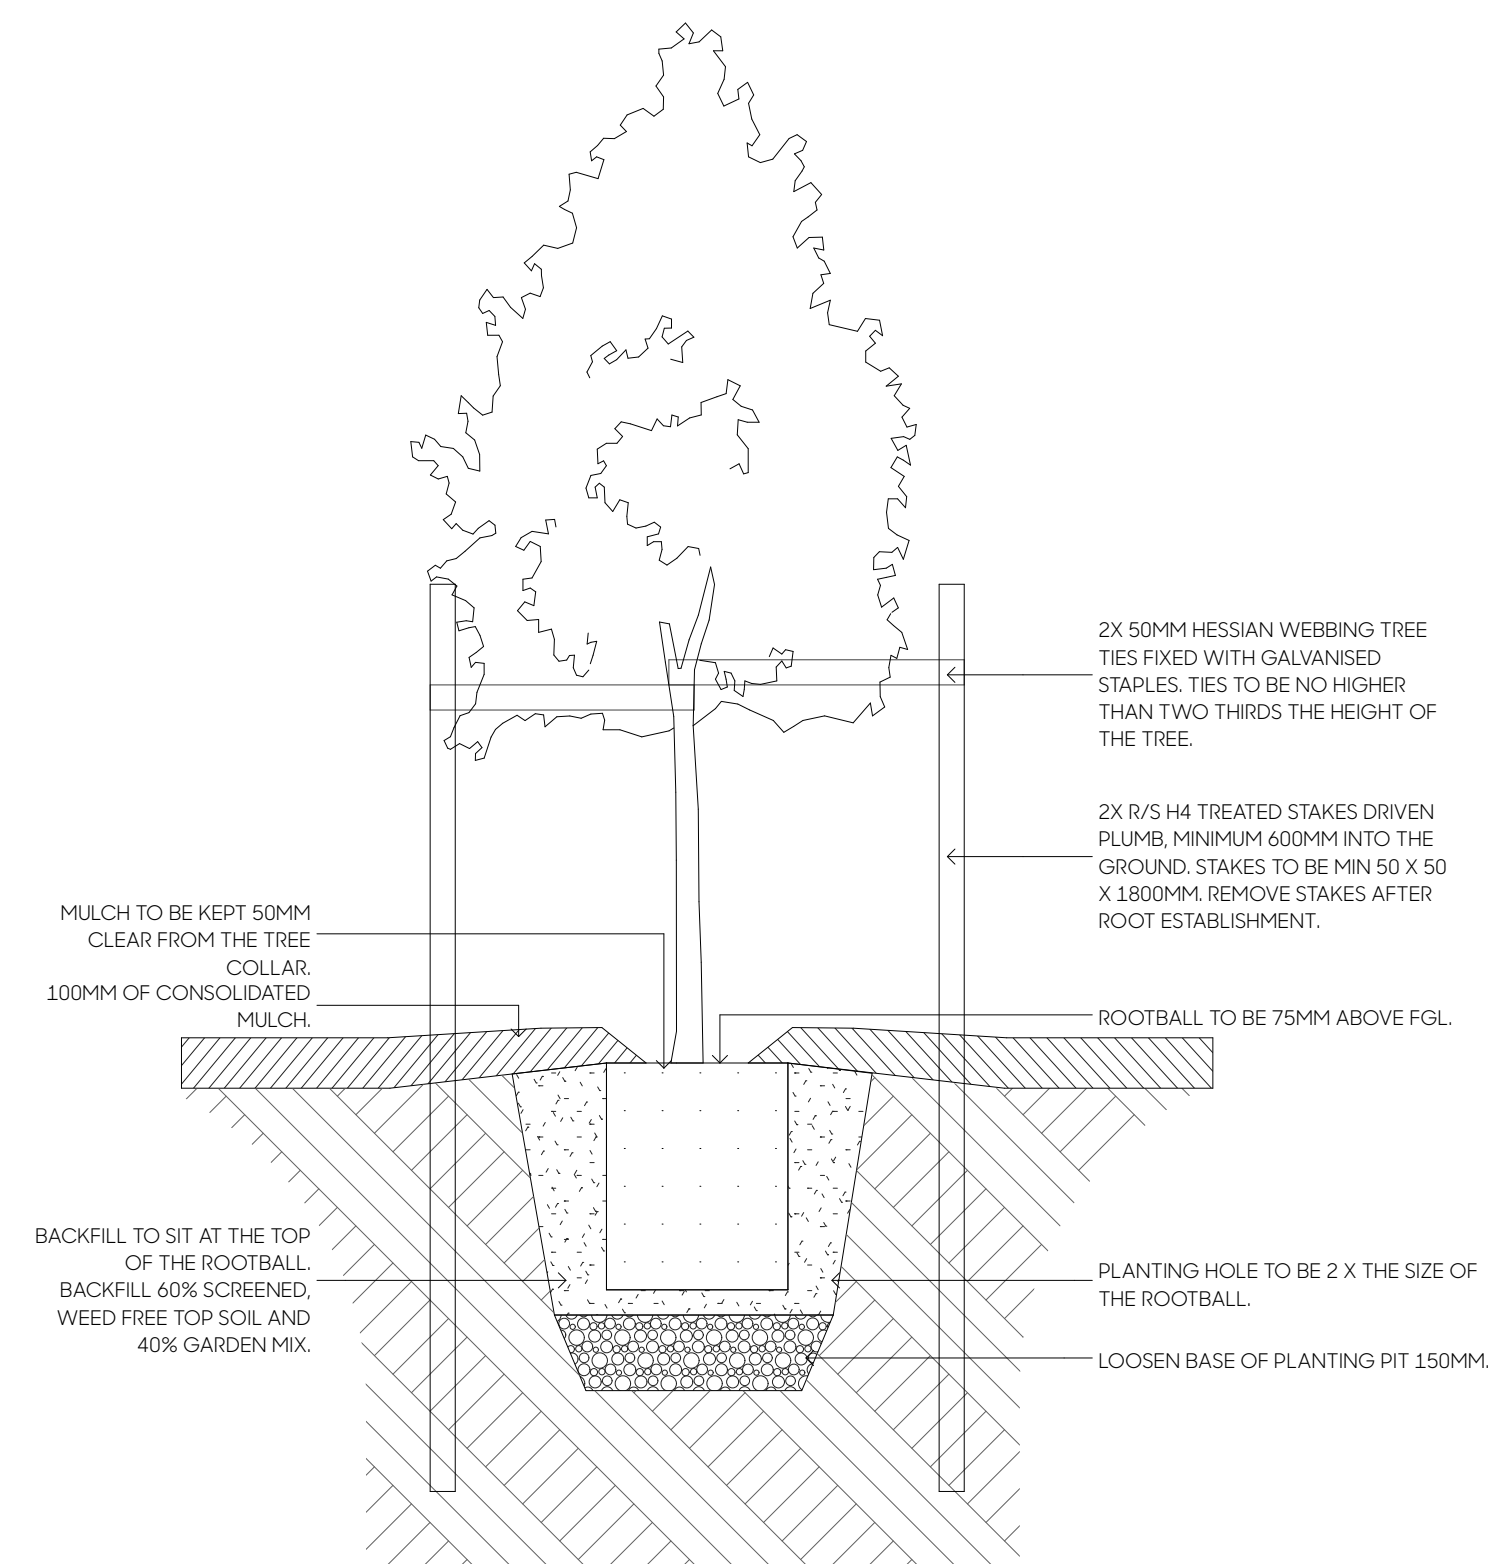 2X 50MM HESSIAN WEBBING TREE
TIES FIXED WITH GALVANISED
STAPLES. TIES TO BE NO HIGHER
THAN TWO THIRDS THE HEIGHT OF
THE TREE.
2X R/S H4 TREATED STAKES DRIVEN
PLUMB, MINIMUM 600MM INTO THE
GROUND. STAKES TO BE MIN 50 X 50
X 1800MM. REMOVE STAKES AFTER
ROOT ESTABLISHMENT.
MULCH TO BE KEPT 50MM
CLEAR FROM THE TREE
COLLAR.
100MM OF CONSOLIDATED
MULCH.
ROOTBALL TO BE 75MM ABOVE FGL.
BACKFILL TO SIT AT THE TOP
OF THE ROOTBALL.
BACKFILL 60% SCREENED,
WEED FREE TOP SOIL AND
40% GARDEN MIX.
PLANTING HOLE TO BE 2 X THE SIZE OF
THE ROOTBALL.
LOOSEN BASE OF PLANTING PIT 150MM.